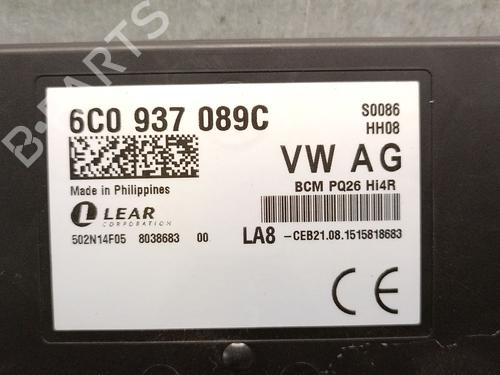 6C0 937 089C
S0086
HH08
VW AG
BCM PQ26 Hi4R
Made in Philippines
LEAR
CORPORATION
502N14F05 8038683 00
LA8 -CEB21.08.1515818683
CE
B-PARTS